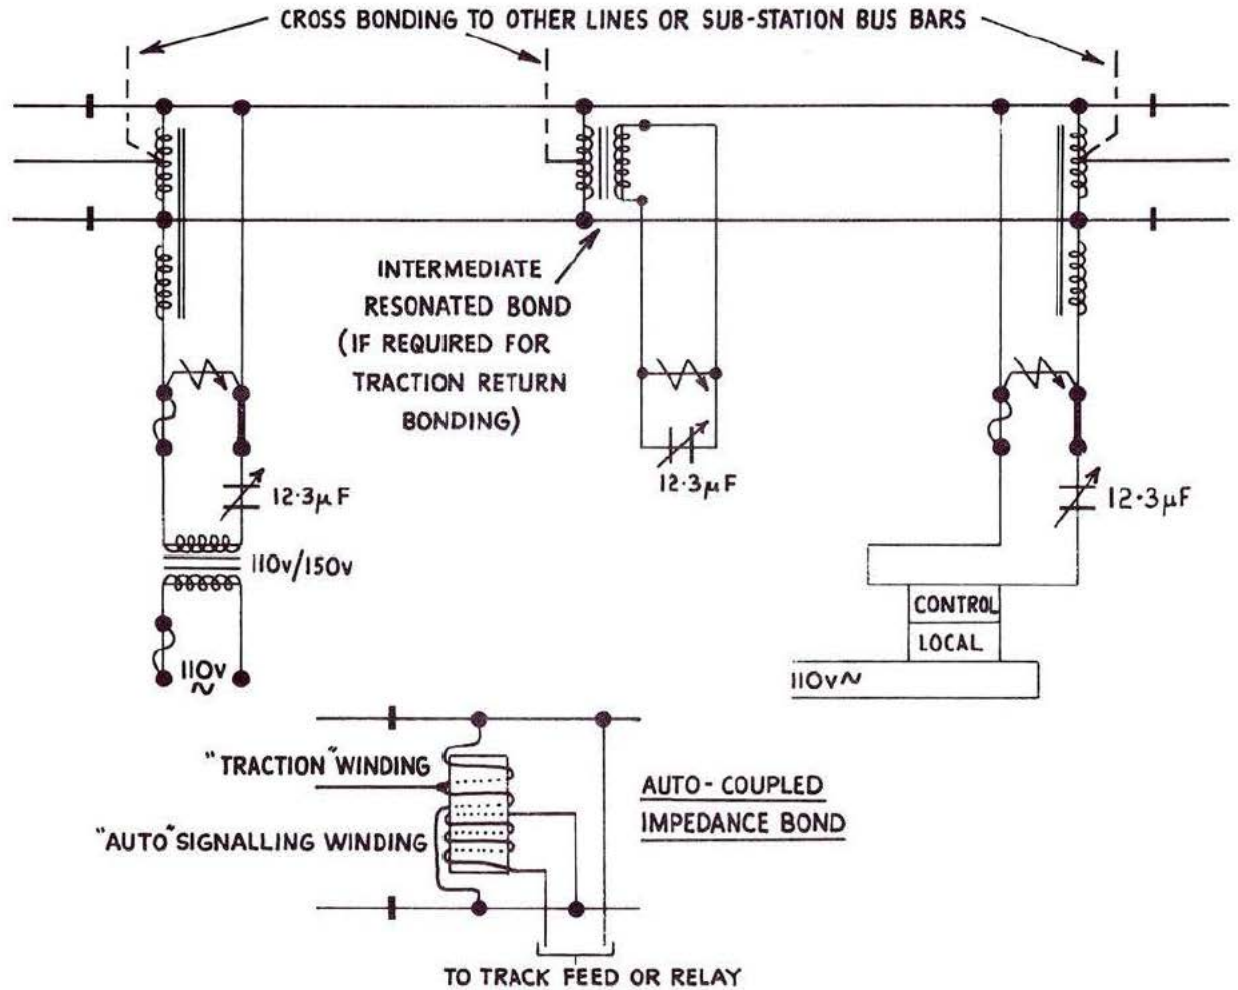 CROSS BONDING TO OTHER LINES OR SUB-STATION BUS BARS
INTERMEDIATE
RESONATED BOND
(IF REQUIRED FOR
TRACTION RETURN
BONDING)
12.3µF
12.3µF
12.3µF
110v/150v
110v
~
CONTROL
LOCAL
110v~
"TRACTION" WINDING
"AUTO" SIGNALLING WINDING
AUTO-COUPLED
IMPEDANCE BOND
TO TRACK FEED OR RELAY